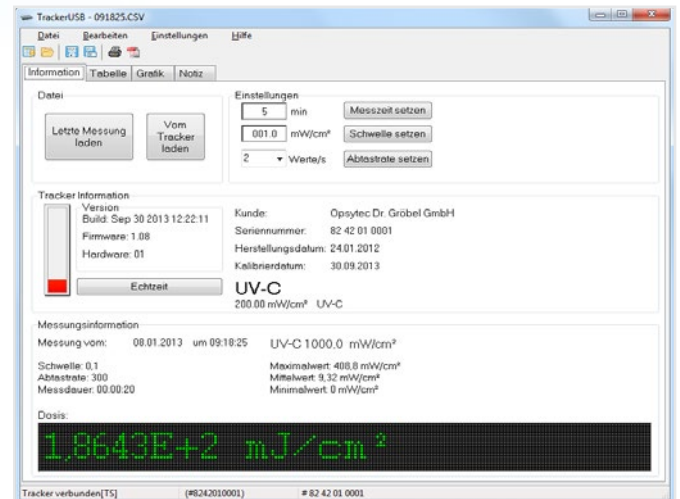 TrackerUSB - 091825.CSV
Datei Bearbeiten Einstellungen Hilfe
Information Tabelle Grafik Notiz
Datei
Letzte Messung
laden
Vom
Tracker
laden
Einstellungen
5 min Messzeit setzen
001.0 mW/cm² Schwelle setzen
2 Werte/s Abtastrate setzen
Tracker Information
Version
Build: Sep 30 2013 12:22:11
Firmware: 1.08
Hardware: 01
Echtzeit
Kunde: Opsytec Dr. Gröbel GmbH
Seriennummer: 82 42 01 0001
Herstellungsdatum: 24.01.2012
Kalibrierdatum: 30.09.2013
UV-C
200.00 mW/cm² UV-C
Messungsinformation
Messung vom: 08.01.2013 um 09:18:25 UV-C 1000.0 mW/cm²
Schwelle: 0,1
Abtastrate: 300
Messdauer: 00:00:20
Maximalwert: 408,8 mW/cm²
Mittelwert: 9,32 mW/cm²
Minimalwert: 0 mW/cm²
Dosis:
1,8643E+2 mJ/cm²
Tracker verbunden[TS] (#8242010001) # 82 42 01 0001